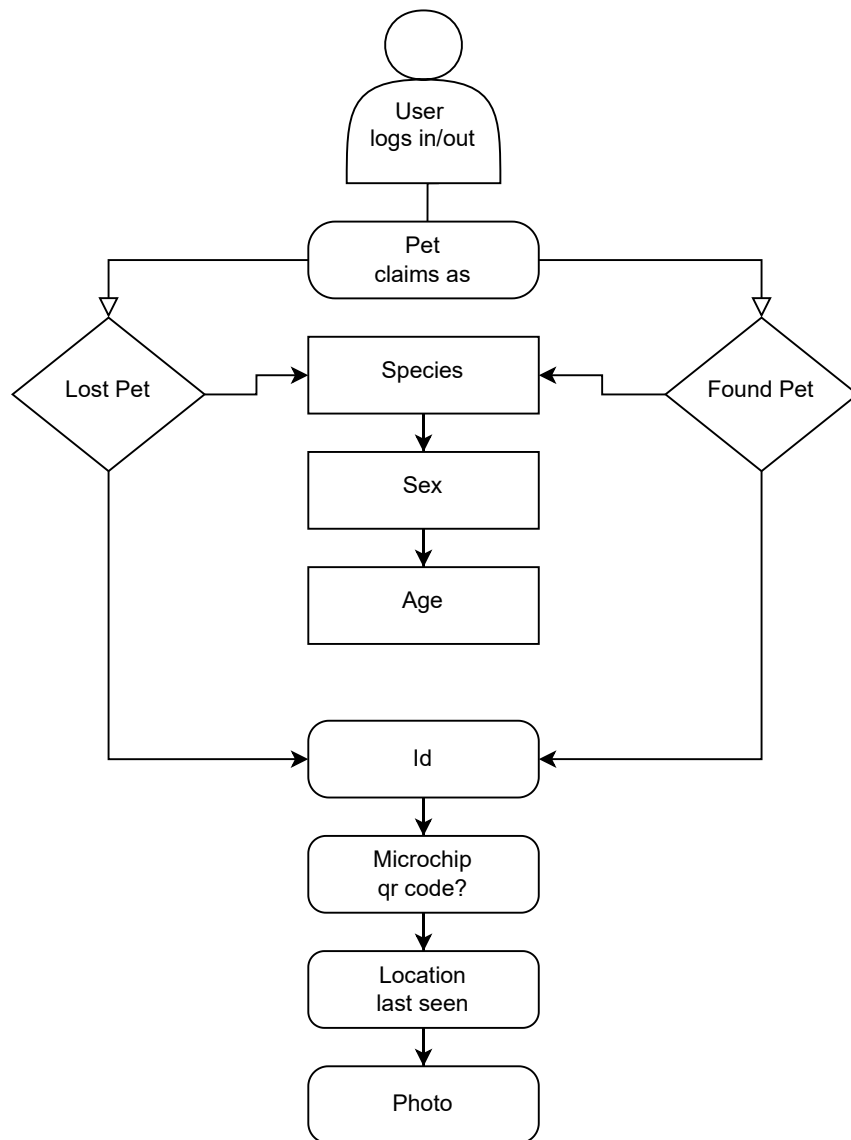 User
logs in/out
Pet
claims as
Lost Pet
Species
Found Pet
Sex
Age
Id
Microchip
qr code?
Location
last seen
Photo